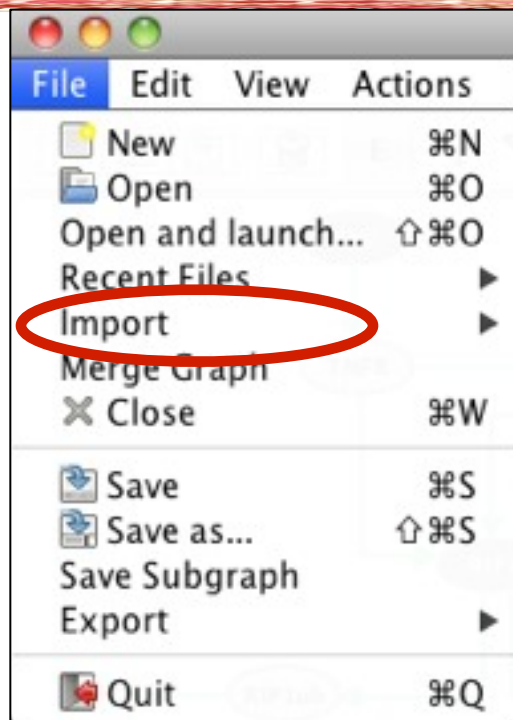 File Edit View Actions
New ⌘N
Open ⌘O
Open and launch... ⇧⌘O
Recent Files ▶
Import ▶
Merge Graph
Close ⌘W
Save ⌘S
Save as... ⇧⌘S
Save Subgraph
Export ▶
Quit ⌘Q